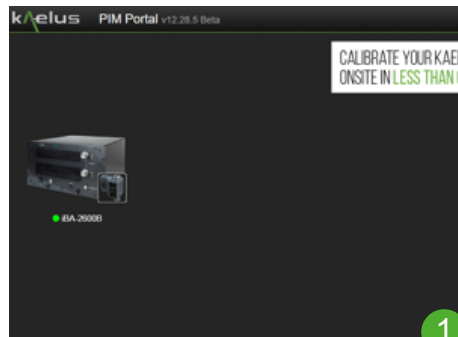 kAelus PIM Portal v12.28.5 Beta
CALIBRATE YOUR KAE
ONSITE IN LESS THAN
iBA-2600B
1